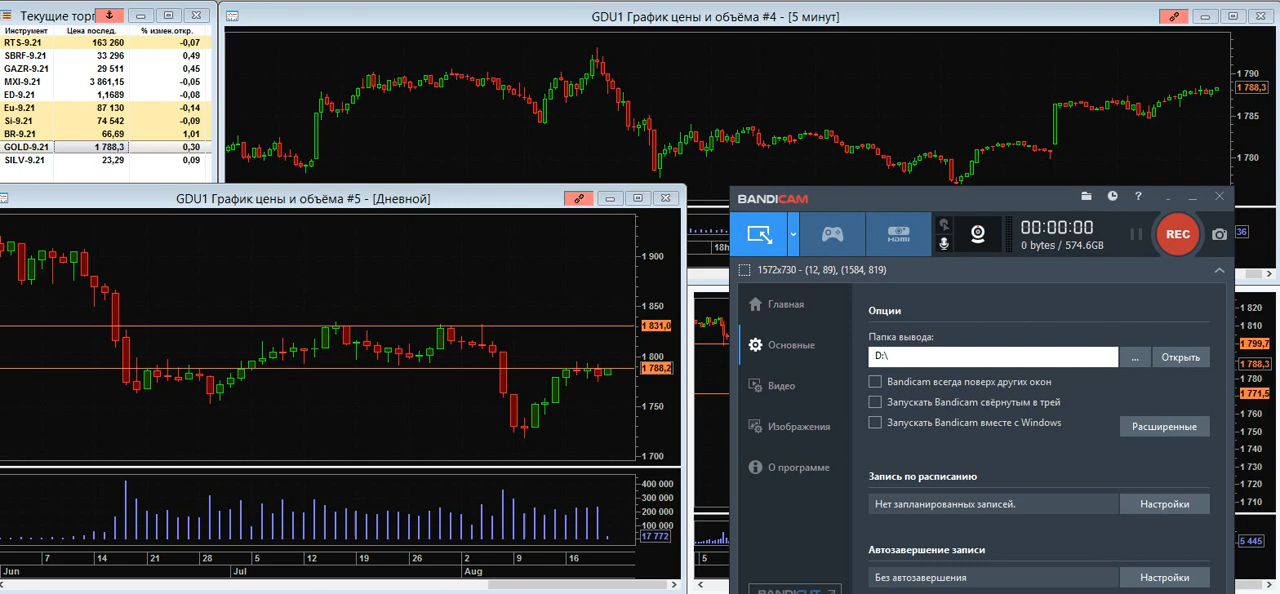 Текущие торг
Инструмент Цена послед. % измен.откр.
RTS-9.21 163 260 -0,07
SBRF-9.21 33 296 0,49
GAZR-9.21 29 511 0,45
MXI-9.21 3 861,15 -0,05
ED-9.21 1,1689 -0,08
Eu-9.21 87 130 -0,14
Si-9.21 74 542 -0,09
BR-9.21 66,69 1,01
GOLD-9.21 1 788,3 0,30
SILV-9.21 23,29 0,09
GDU1 График цены и объёма #4 - [5 минут]
1 790
1 788,3
1 785
1 780
36
18h
GDU1 График цены и объёма #5 - [Дневной]
1 900
1 850
1 831,0
1 800
1 788,2
1 750
1 700
400 000
300 000
200 000
100 000
17 772
7 14 21 28 5 12 19 26 2 9 16
Jun Jul Aug
BANDICAM
?
HDMI
00:00:00
0 bytes / 574.6GB
REC
1572x730 - (12, 89), (1584, 819)
Главная
Основные
Видео
Изображения
О программе
Опции
Папка вывода:
D:\
...
Открыть
Bandicam всегда поверх других окон
Запускать Bandicam свёрнутым в трей
Запускать Bandicam вместе с Windows
Расширенные
Запись по расписанию
Нет запланированных записей.
Настройки
Автозавершение записи
Без автозавершения
Настройки
BANDICUT
1 820
1 810
1 799,7
1 788,3
1 780
1 771,5
1 760
1 750
1 740
1 730
1 720
1 710
5 445
5